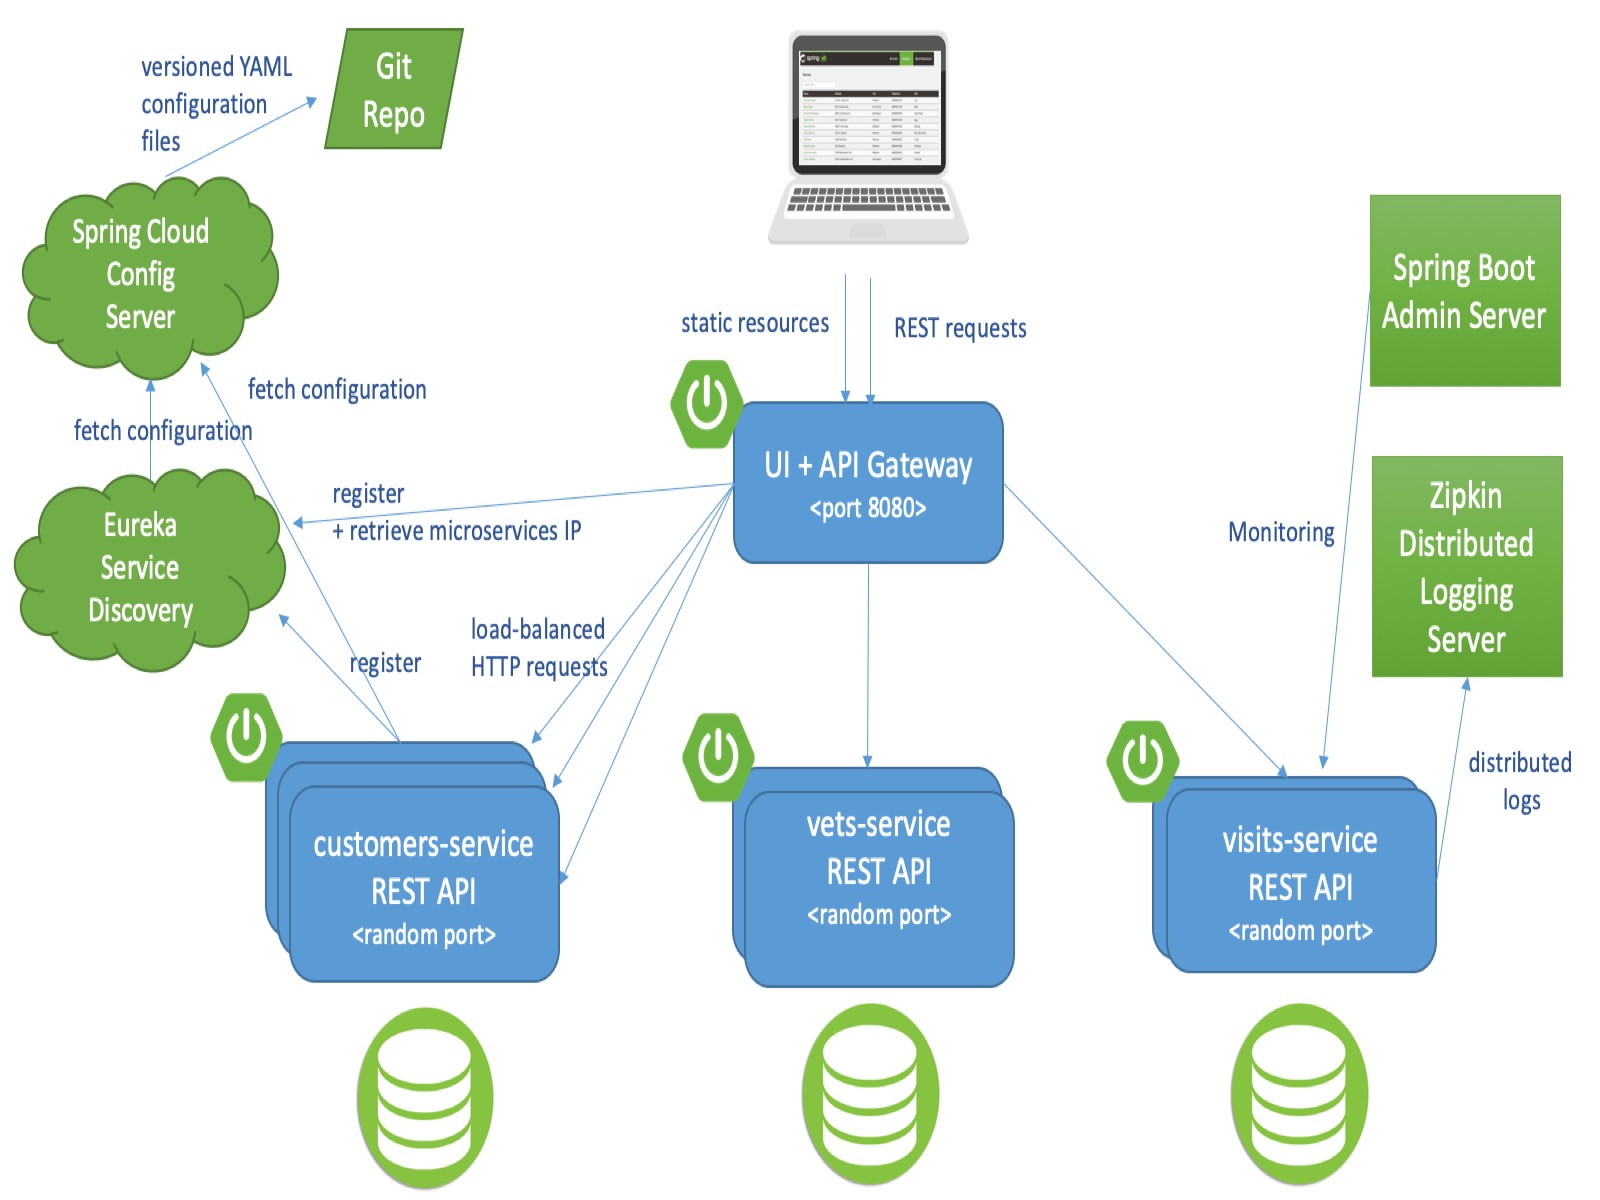 versioned YAML
configuration
files
Git
Repo
spring
Spring Cloud
Config
Server
static resources
REST requests
Spring Boot
Admin Server
fetch configuration
fetch configuration
UI + API Gateway
<port 8080>
register
+ retrieve microservices IP
Eureka
Service
Discovery
Monitoring
Zipkin
Distributed
Logging
Server
load-balanced
HTTP requests
register
distributed
logs
customers-service
REST API
<random port>
vets-service
REST API
<random port>
visits-service
REST API
<random port>